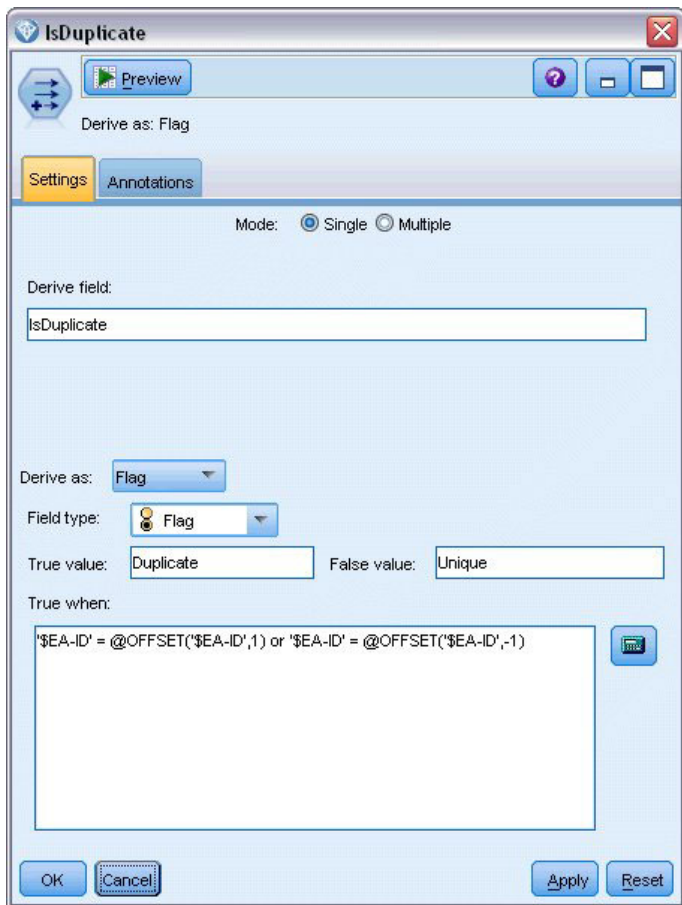 IsDuplicate
Preview
Derive as: Flag
Settings Annotations
Mode: Single Multiple
Derive field:
IsDuplicate
Derive as: Flag
Field type: Flag
True value: Duplicate False value: Unique
True when:
'$EA-ID' = @OFFSET('$EA-ID',1) or '$EA-ID' = @OFFSET('$EA-ID',-1)
OK Cancel Apply Reset